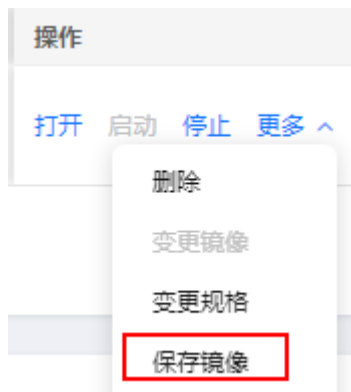 操作
打开 启动 停止 更多
删除
变更镜像
变更规格
保存镜像